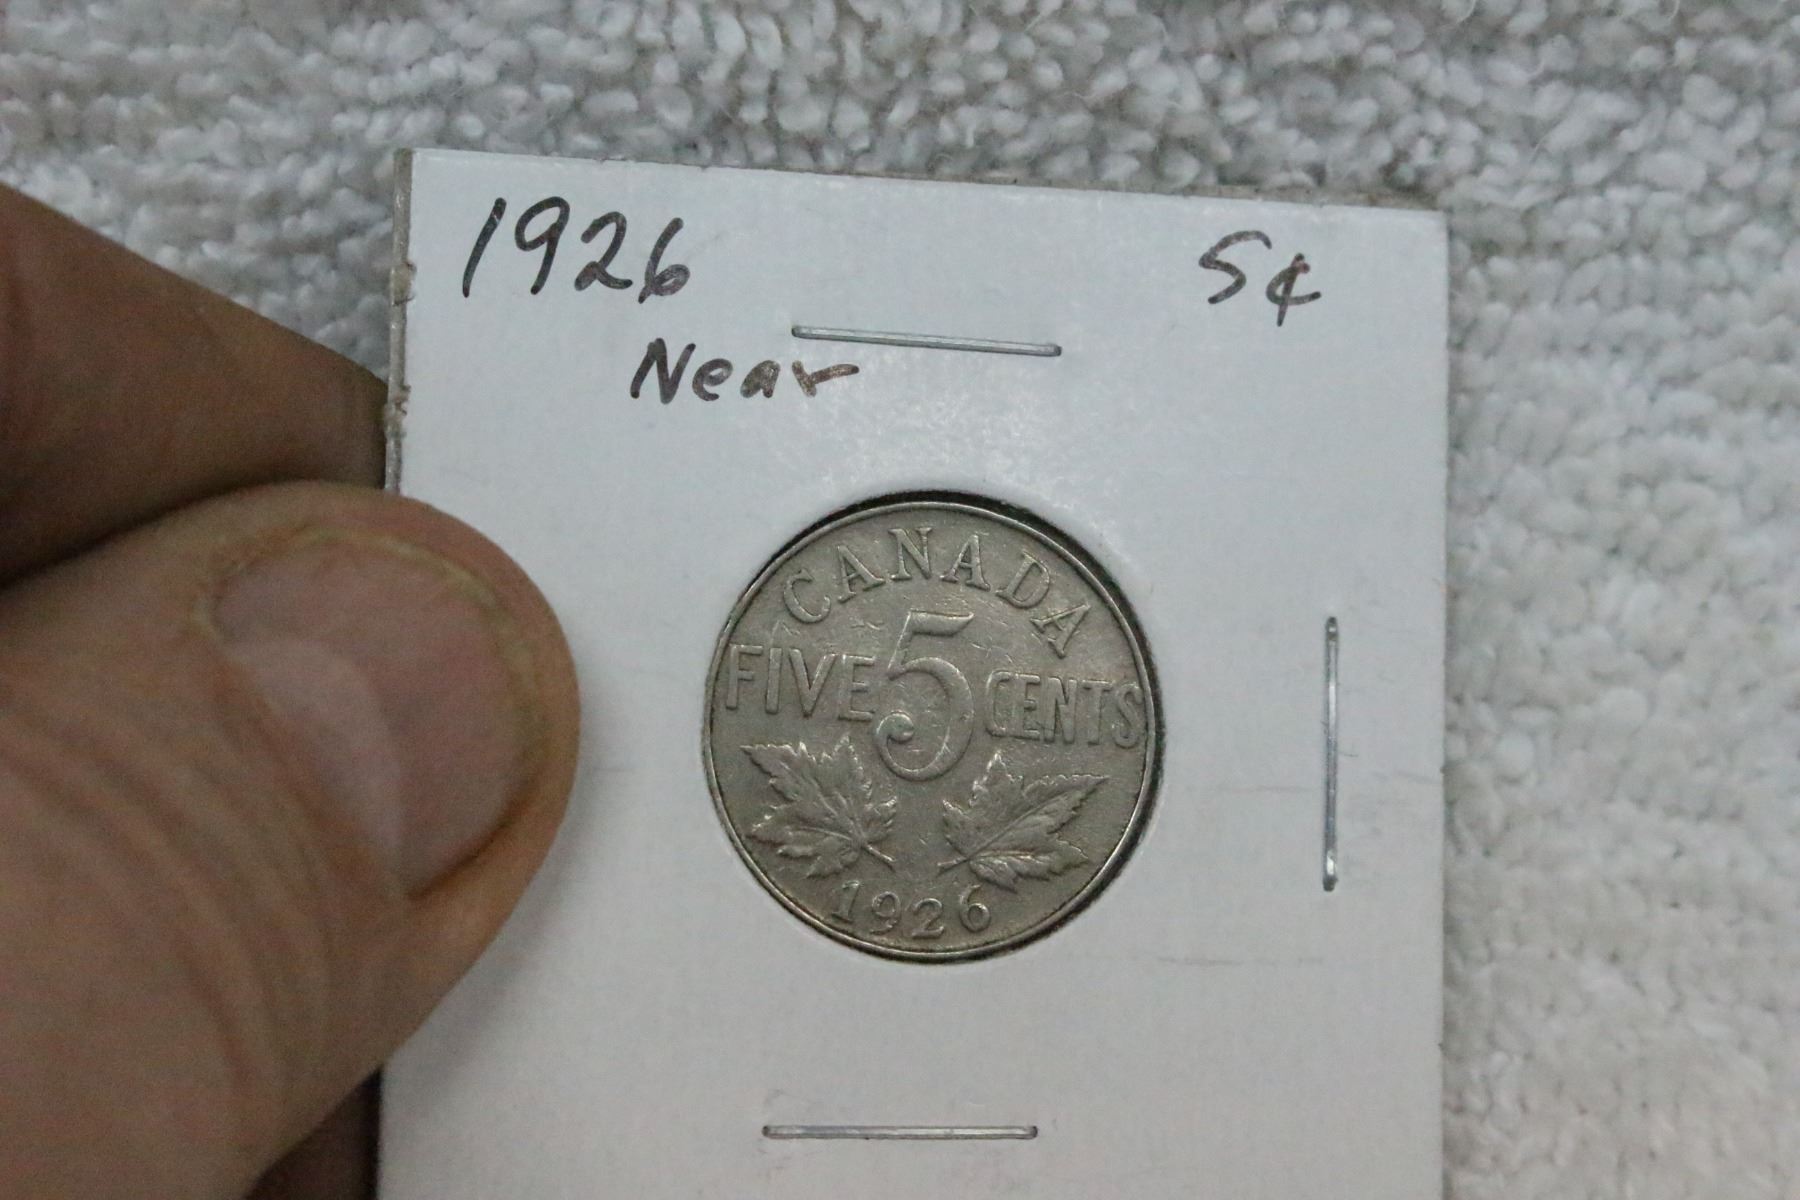 1926 5¢
Near
CANADA
FIVE 5 CENTS
1926